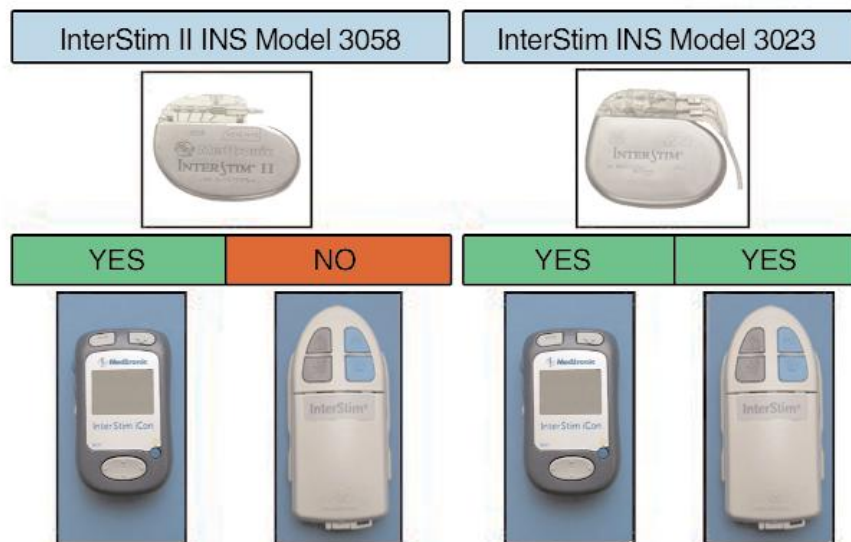 InterStim II INS Model 3058
InterStim INS Model 3023
Medtronic
INTERSTIM® II
INTERSTIM®
YES
NO
YES
YES
Medtronic
InterStim iCon
InterStim®
Medtronic
InterStim iCon
InterStim®